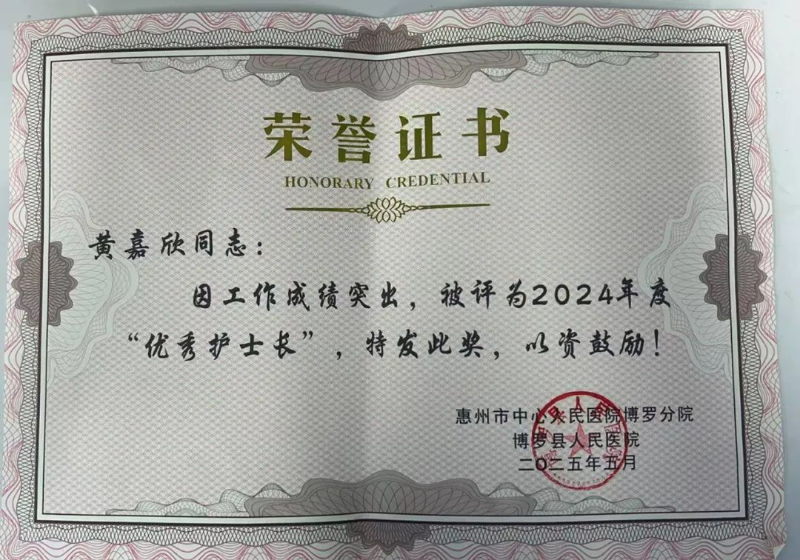 荣誉证书
HONORARY CREDENTIAL
黄嘉欣同志：
因工作成绩突出，被评为2024年度
“优秀护士长”，特发此奖，以资鼓励！
惠州市中心人民医院博罗分院
博罗县人民医院
二〇二五年五月